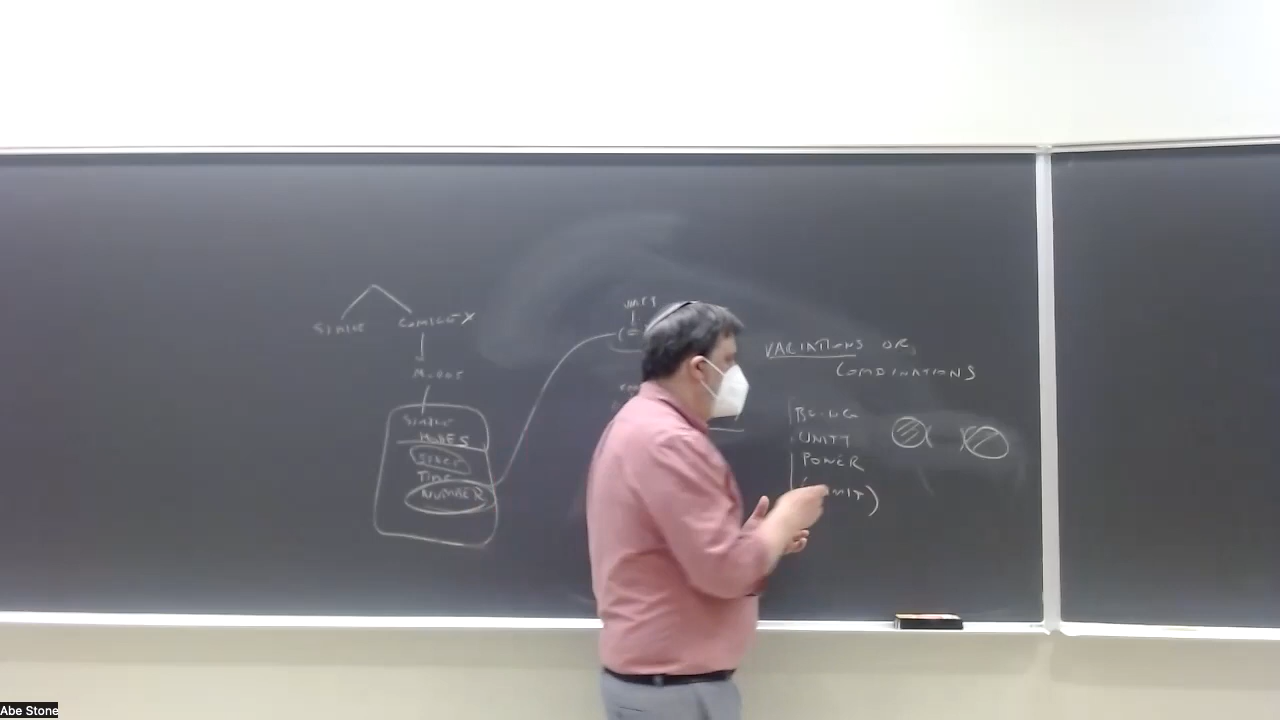 SIMPLE COMPLEX
MODES
SIMPLE
MODES
SPACE
TIME
NUMBER
UNITY
VARIATIONS OR
COMBINATIONS
BEING
UNITY
POWER
Abe Stone